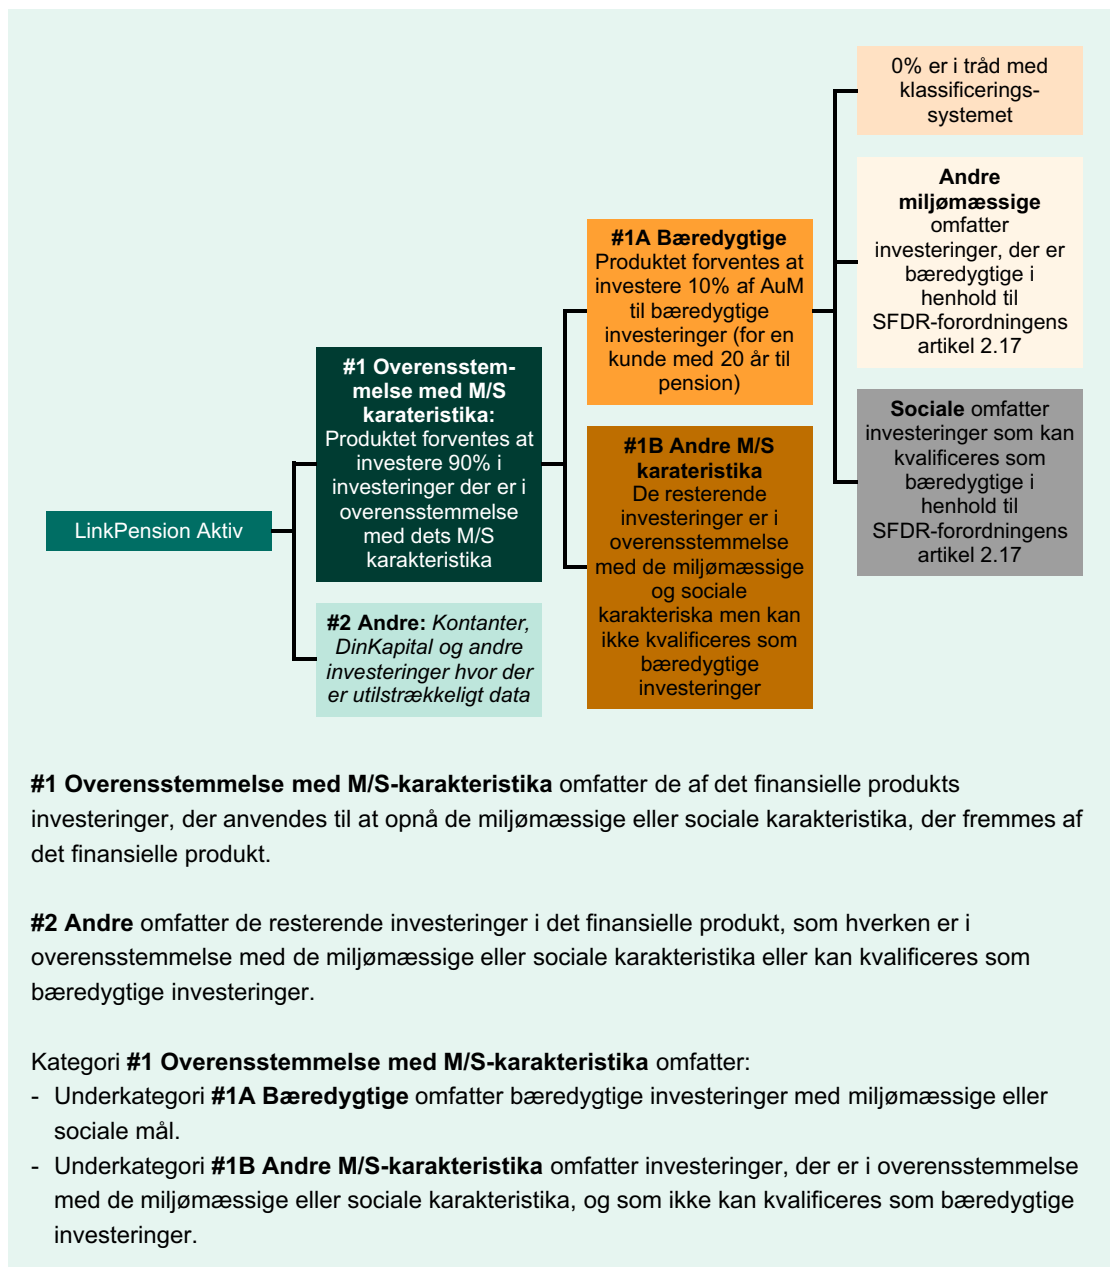 LinkPension Aktiv
#1 Overensstem-
melse med M/S
karateristika:
Produktet forventes at
investere 90% i
investeringer der er i
overensstemmelse
med dets M/S
karakteristika
#2 Andre: Kontanter,
DinKapital og andre
investeringer hvor der
er utilstrækkeligt data
#1A Bæredygtige
Produktet forventes at
investere 10% af AuM
til bæredygtige
investeringer (for en
kunde med 20 år til
pension)
#1B Andre M/S
karateristika
De resterende
investeringer er i
overensstemmelse
med de miljømæssige
og sociale
karakteriska men kan
ikke kvalificeres som
bæredygtige
investeringer
0% er i tråd med
klassificerings-
systemet
Andre
miljømæssige
omfatter
investeringer, der er
bæredygtige i
henhold til
SFDR-forordningens
artikel 2.17
Sociale omfatter
investeringer som kan
kvalificeres som
bæredygtige i
henhold til
SFDR-forordningens
artikel 2.17
#1 Overensstemmelse med M/S-karakteristika omfatter de af det finansielle produkts
investeringer, der anvendes til at opnå de miljømæssige eller sociale karakteristika, der fremmes af
det finansielle produkt.
#2 Andre omfatter de resterende investeringer i det finansielle produkt, som hverken er i
overensstemmelse med de miljømæssige eller sociale karakteristika eller kan kvalificeres som
bæredygtige investeringer.
Kategori #1 Overensstemmelse med M/S-karakteristika omfatter:
- Underkategori #1A Bæredygtige omfatter bæredygtige investeringer med miljømæssige eller
sociale mål.
- Underkategori #1B Andre M/S-karakteristika omfatter investeringer, der er i overensstemmelse
med de miljømæssige eller sociale karakteristika, og som ikke kan kvalificeres som bæredygtige
investeringer.